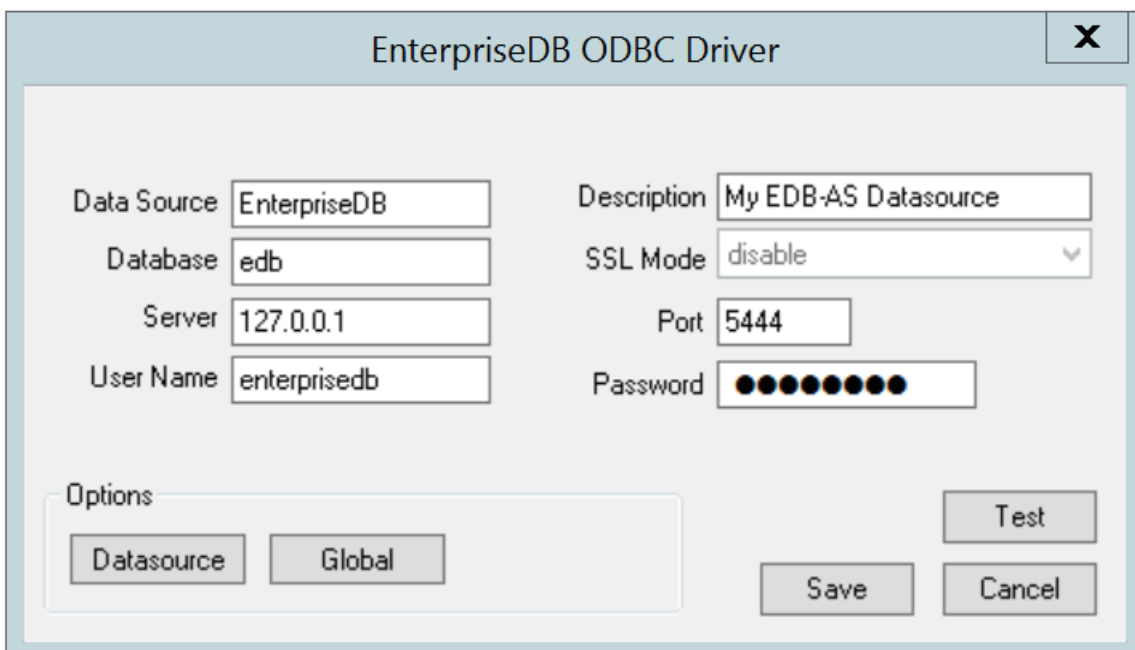 EnterpriseDB ODBC Driver
X
Data Source EnterpriseDB
Description My EDB-AS Datasource
Database edb
SSL Mode disable
Server 127.0.0.1
Port 5444
User Name enterprisedb
Password ●●●●●●●●
Options
Datasource Global
Test
Save Cancel